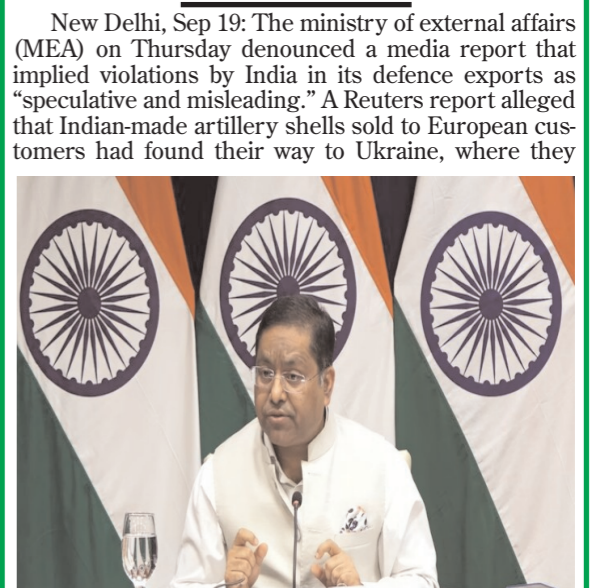 New Delhi, Sep 19: The ministry of external affairs
(MEA) on Thursday denounced a media report that
implied violations by India in its defence exports as
“speculative and misleading.” A Reuters report alleged
that Indian-made artillery shells sold to European cus-
tomers had found their way to Ukraine, where they